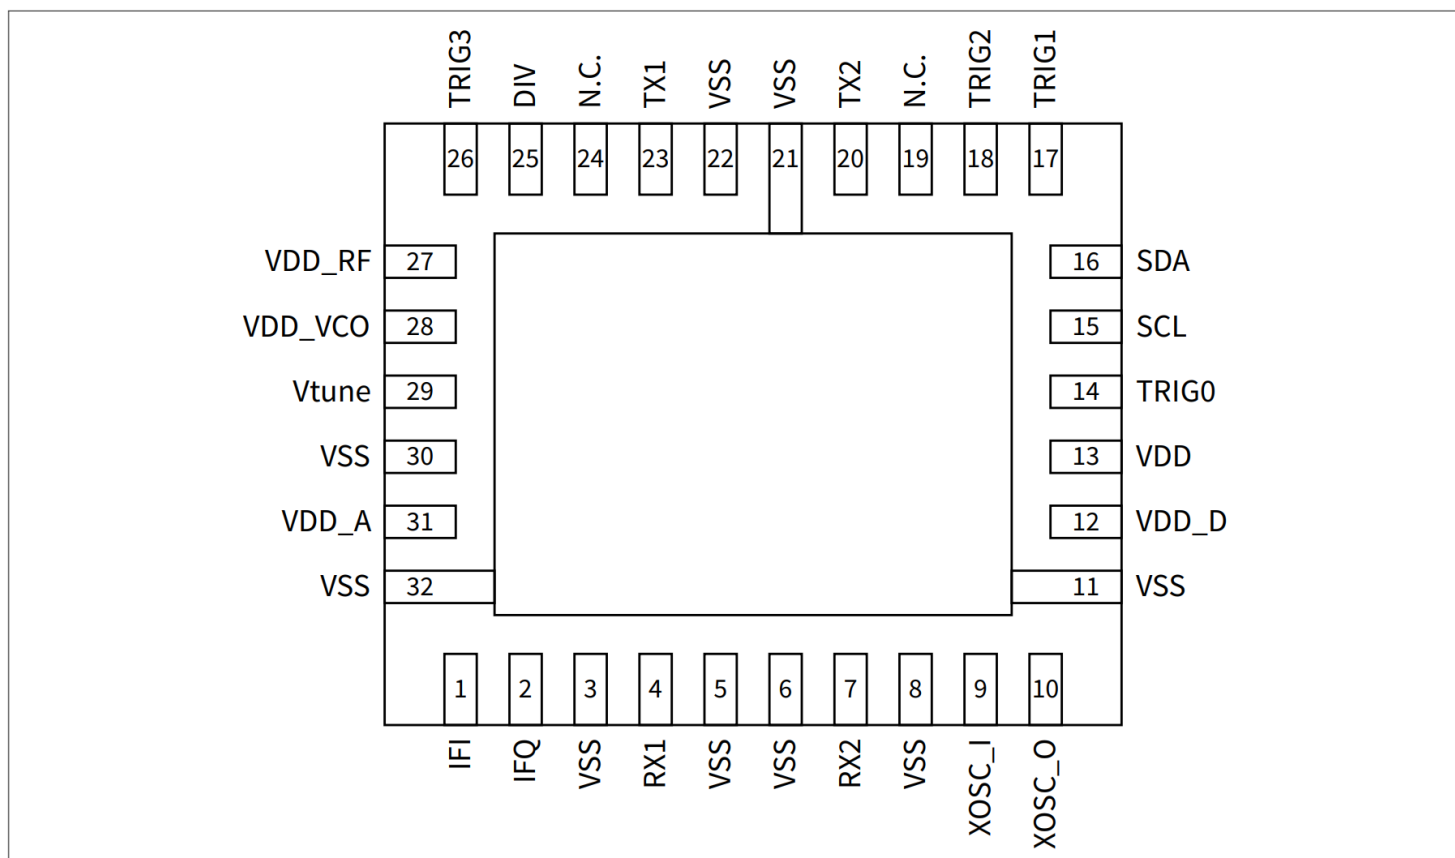 TRIG3 DIV N.C. TX1 VSS VSS TX2 N.C. TRIG2 TRIG1
26 25 24 23 22 21 20 19 18 17
VDD_RF 27 16 SDA
VDD_VCO 28 15 SCL
Vtune 29 14 TRIG0
VSS 30 13 VDD
VDD_A 31 12 VDD_D
VSS 32 11 VSS
1 2 3 4 5 6 7 8 9 10
IFI IFQ VSS RX1 VSS VSS RX2 VSS XOSC_I XOSC_O